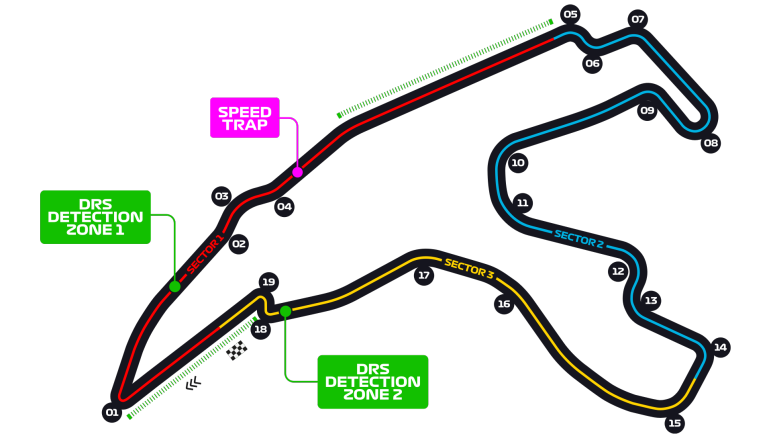 05
07
06
SPEED
TRAP
09
08
10
03
04
11
DRS
DETECTION
ZONE 1
02
SECTOR 1
SECTOR 2
12
SECTOR 3
17
19
13
16
18
14
DRS
DETECTION
ZONE 2
01
15